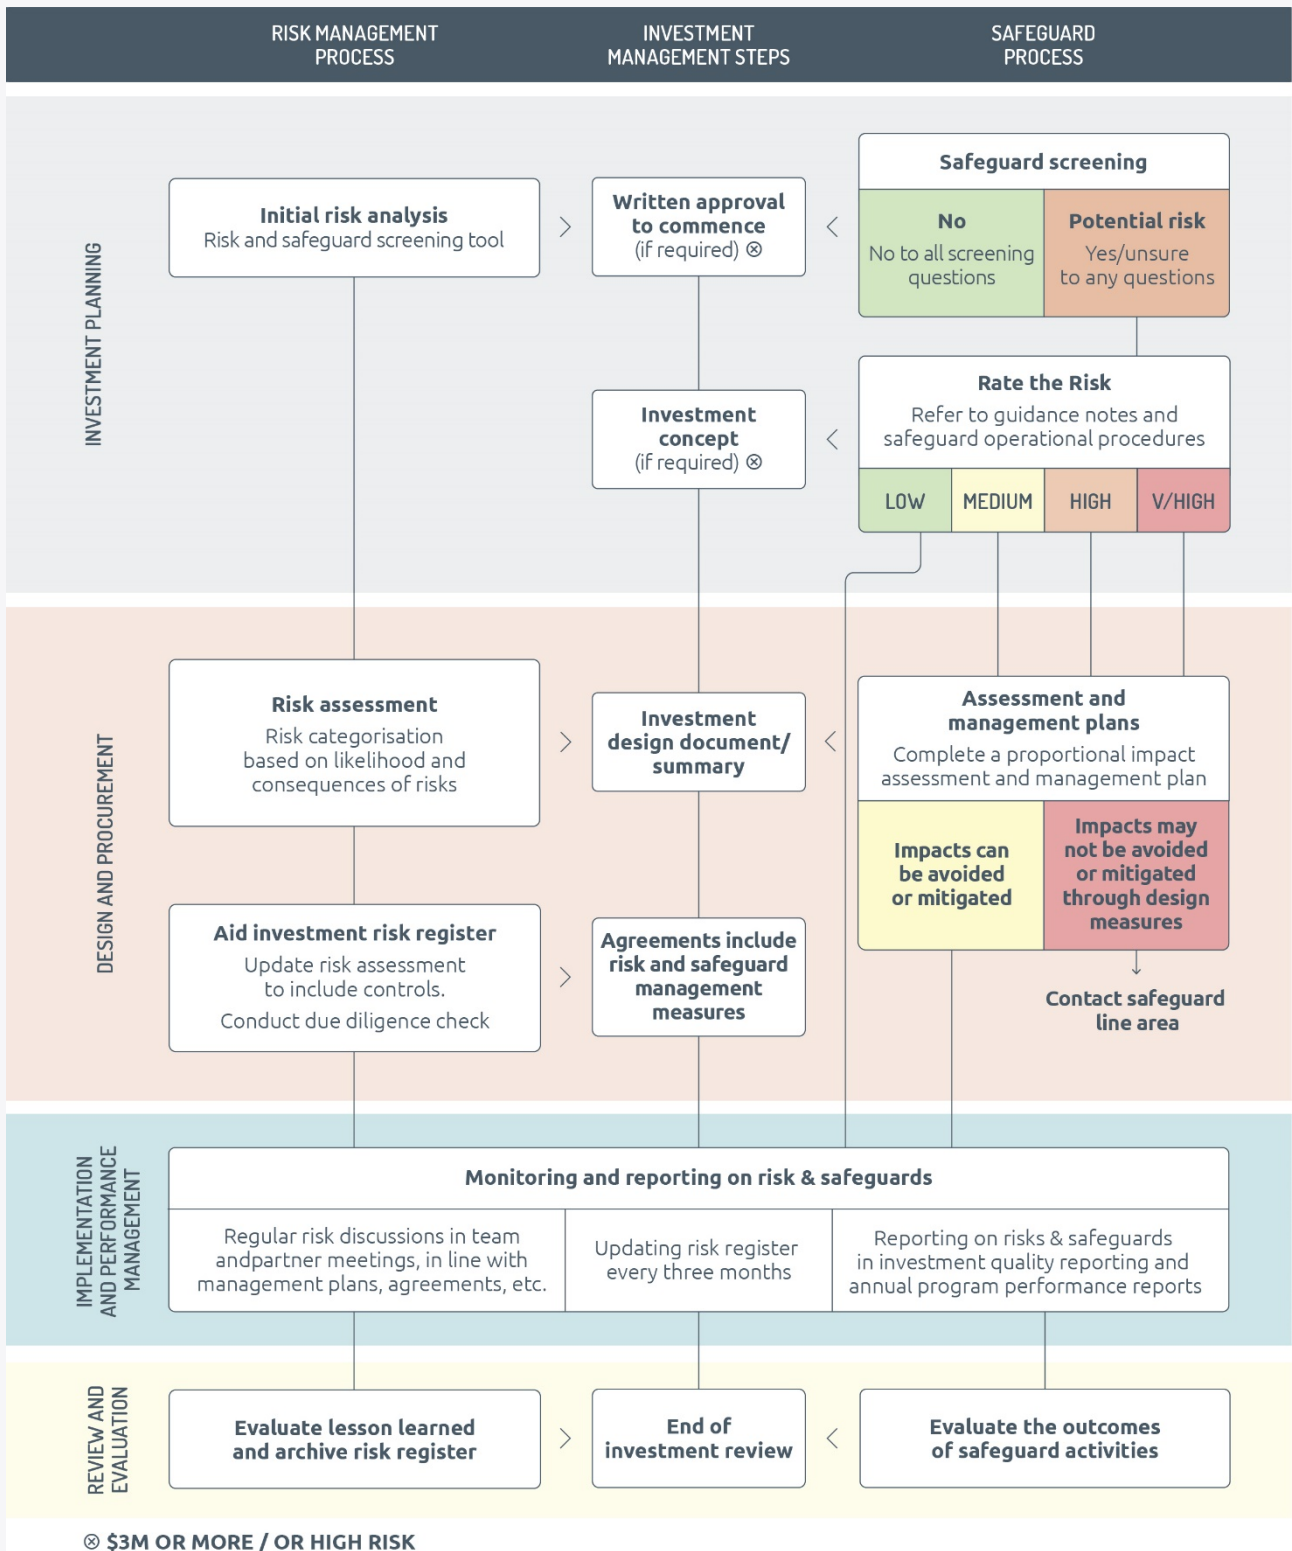 RISK MANAGEMENT
PROCESS
INVESTMENT
MANAGEMENT STEPS
SAFEGUARD
PROCESS
INVESTMENT PLANNING
Initial risk analysis
Risk and safeguard screening tool
Written approval
to commence
(if required) ⊗
Safeguard screening
No
No to all screening
questions
Potential risk
Yes/unsure
to any questions
Investment
concept
(if required) ⊗
Rate the Risk
Refer to guidance notes and
safeguard operational procedures
LOW
MEDIUM
HIGH
V/HIGH
DESIGN AND PROCUREMENT
Risk assessment
Risk categorisation
based on likelihood and
consequences of risks
Investment
design document/
summary
Assessment and
management plans
Complete a proportional impact
assessment and management plan
Impacts can
be avoided
or mitigated
Impacts may
not be avoided
or mitigated
through design
measures
Aid investment risk register
Update risk assessment
to include controls.
Conduct due diligence check
Agreements include
risk and safeguard
management
measures
Contact safeguard
line area
IMPLEMENTATION
AND PERFORMANCE
MANAGEMENT
Monitoring and reporting on risk & safeguards
Regular risk discussions in team
andpartner meetings, in line with
management plans, agreements, etc.
Updating risk register
every three months
Reporting on risks & safeguards
in investment quality reporting and
annual program performance reports
REVIEW AND
EVALUATION
Evaluate lesson learned
and archive risk register
End of
investment review
Evaluate the outcomes
of safeguard activities
⊗ $3M OR MORE / OR HIGH RISK